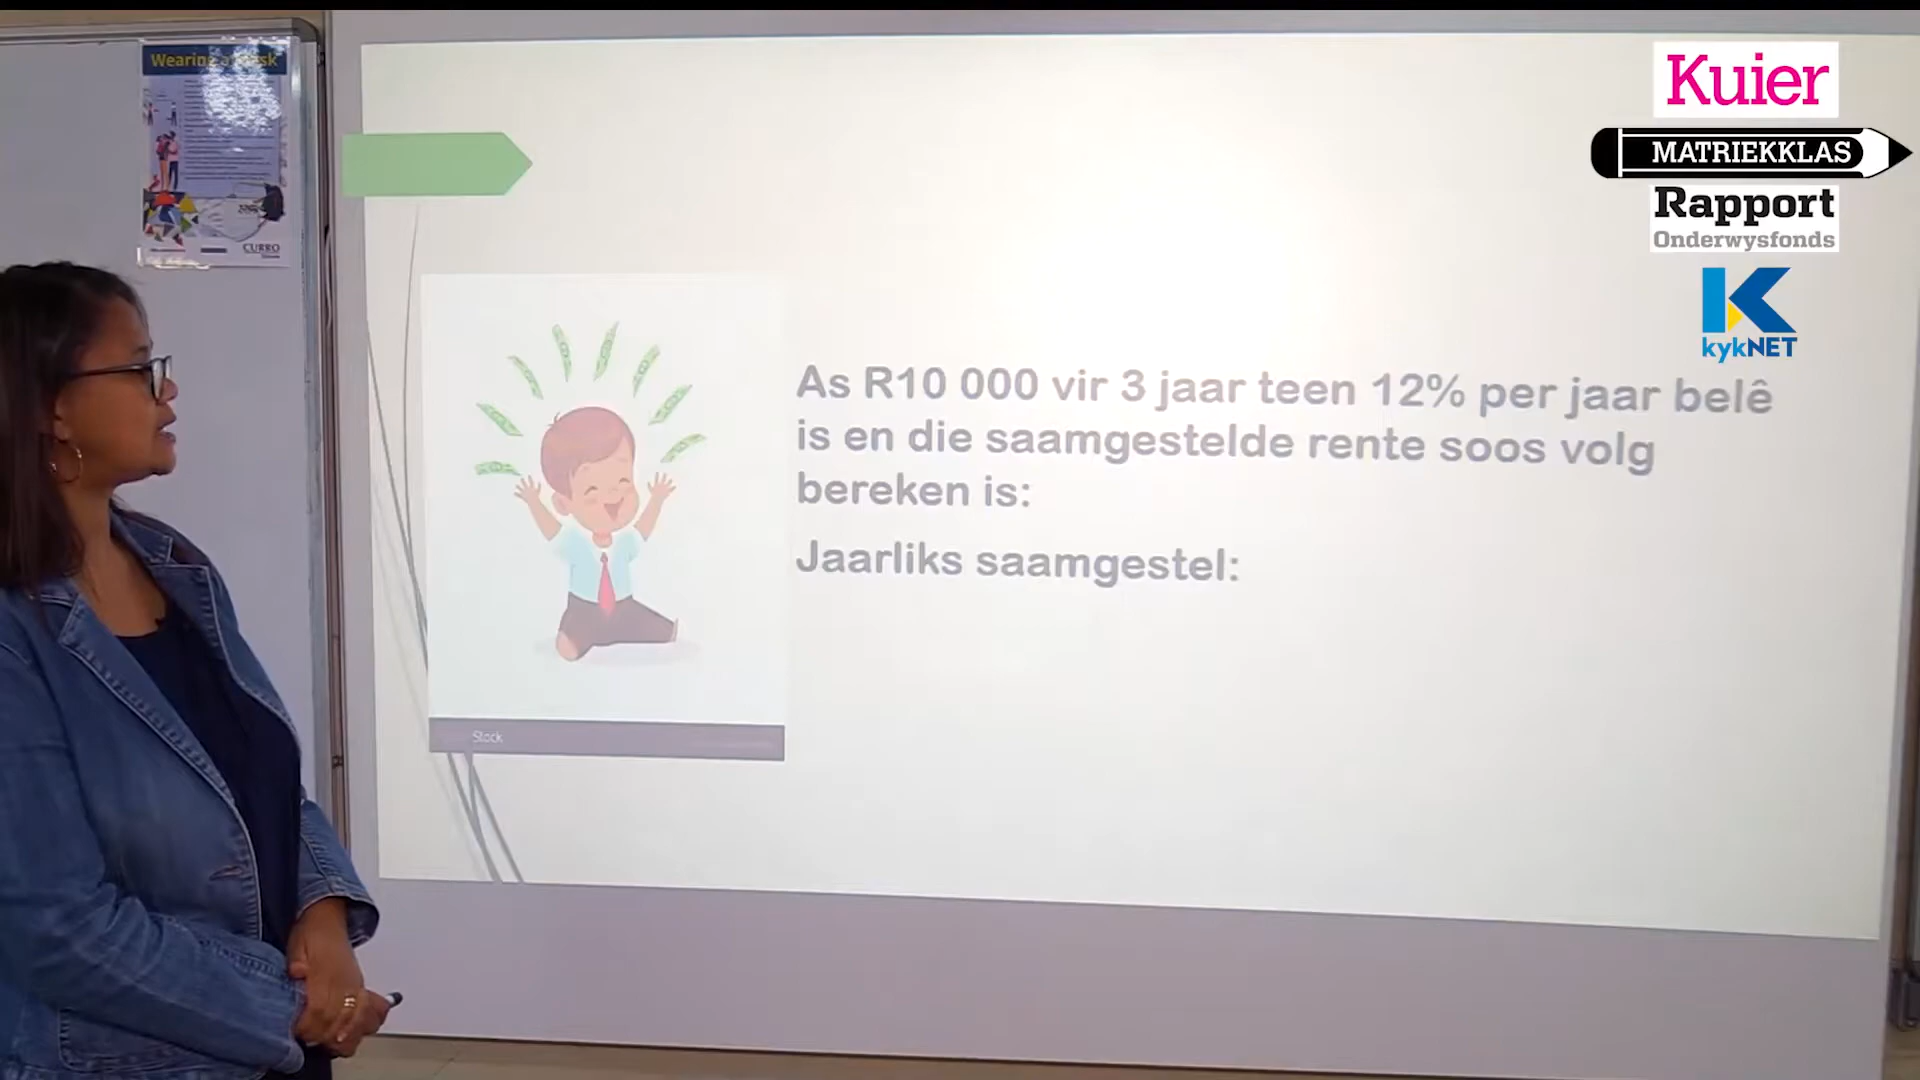 Wearing a mask
CURRO
Kuier
MATRIEKKLAS
Rapport
Onderwysfonds
kykNET
As R10 000 vir 3 jaar teen 12% per jaar belê
is en die saamgestelde rente soos volg
bereken is:
Jaarliks saamgestel:
Stock